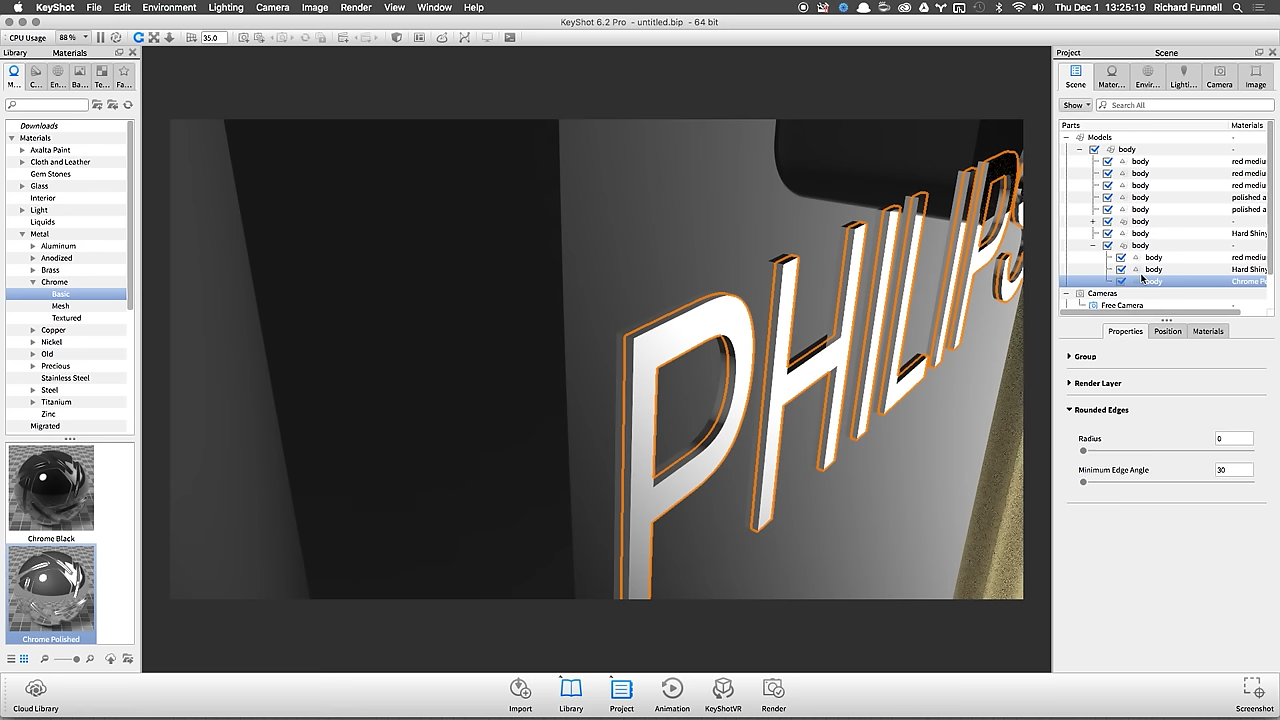 KeyShot File Edit Environment Lighting Camera Image Render View Window Help Thu Dec 1 13:25:19 Richard Funnell
KeyShot 6.2 Pro - untitled.bip - 64 bit
CPU Usage 88 % 35.0
Library Materials
M... C... En... Ba... Te... Fa...
Downloads
Materials
Axalta Paint
Cloth and Leather
Gem Stones
Glass
Interior
Light
Liquids
Metal
Aluminum
Anodized
Brass
Chrome
Basic
Mesh
Textured
Copper
Nickel
Old
Precious
Stainless Steel
Steel
Titanium
Zinc
Migrated
Chrome Black
Chrome Polished
PHILIPS
Project Scene
Scene Mater... Envir... Lighti... Camera Image
Show Search All
Parts Materials
Models
body -
body red mediu
body red mediu
body red mediu
body polished a
body polished a
body -
body Hard Shiny
body -
body red mediu
body Hard Shiny
body Chrome Po
Cameras
Free Camera -
Properties Position Materials
Group
Render Layer
Rounded Edges
Radius 0
Minimum Edge Angle 30
Cloud Library Import Library Project Animation KeyShotVR Render Screenshot